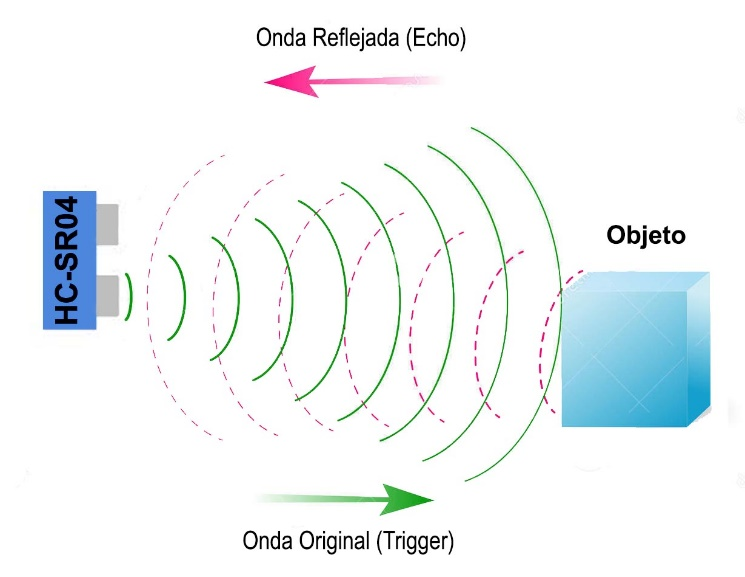 Onda Reflejada (Echo)
HC-SR04
Objeto
Onda Original (Trigger)